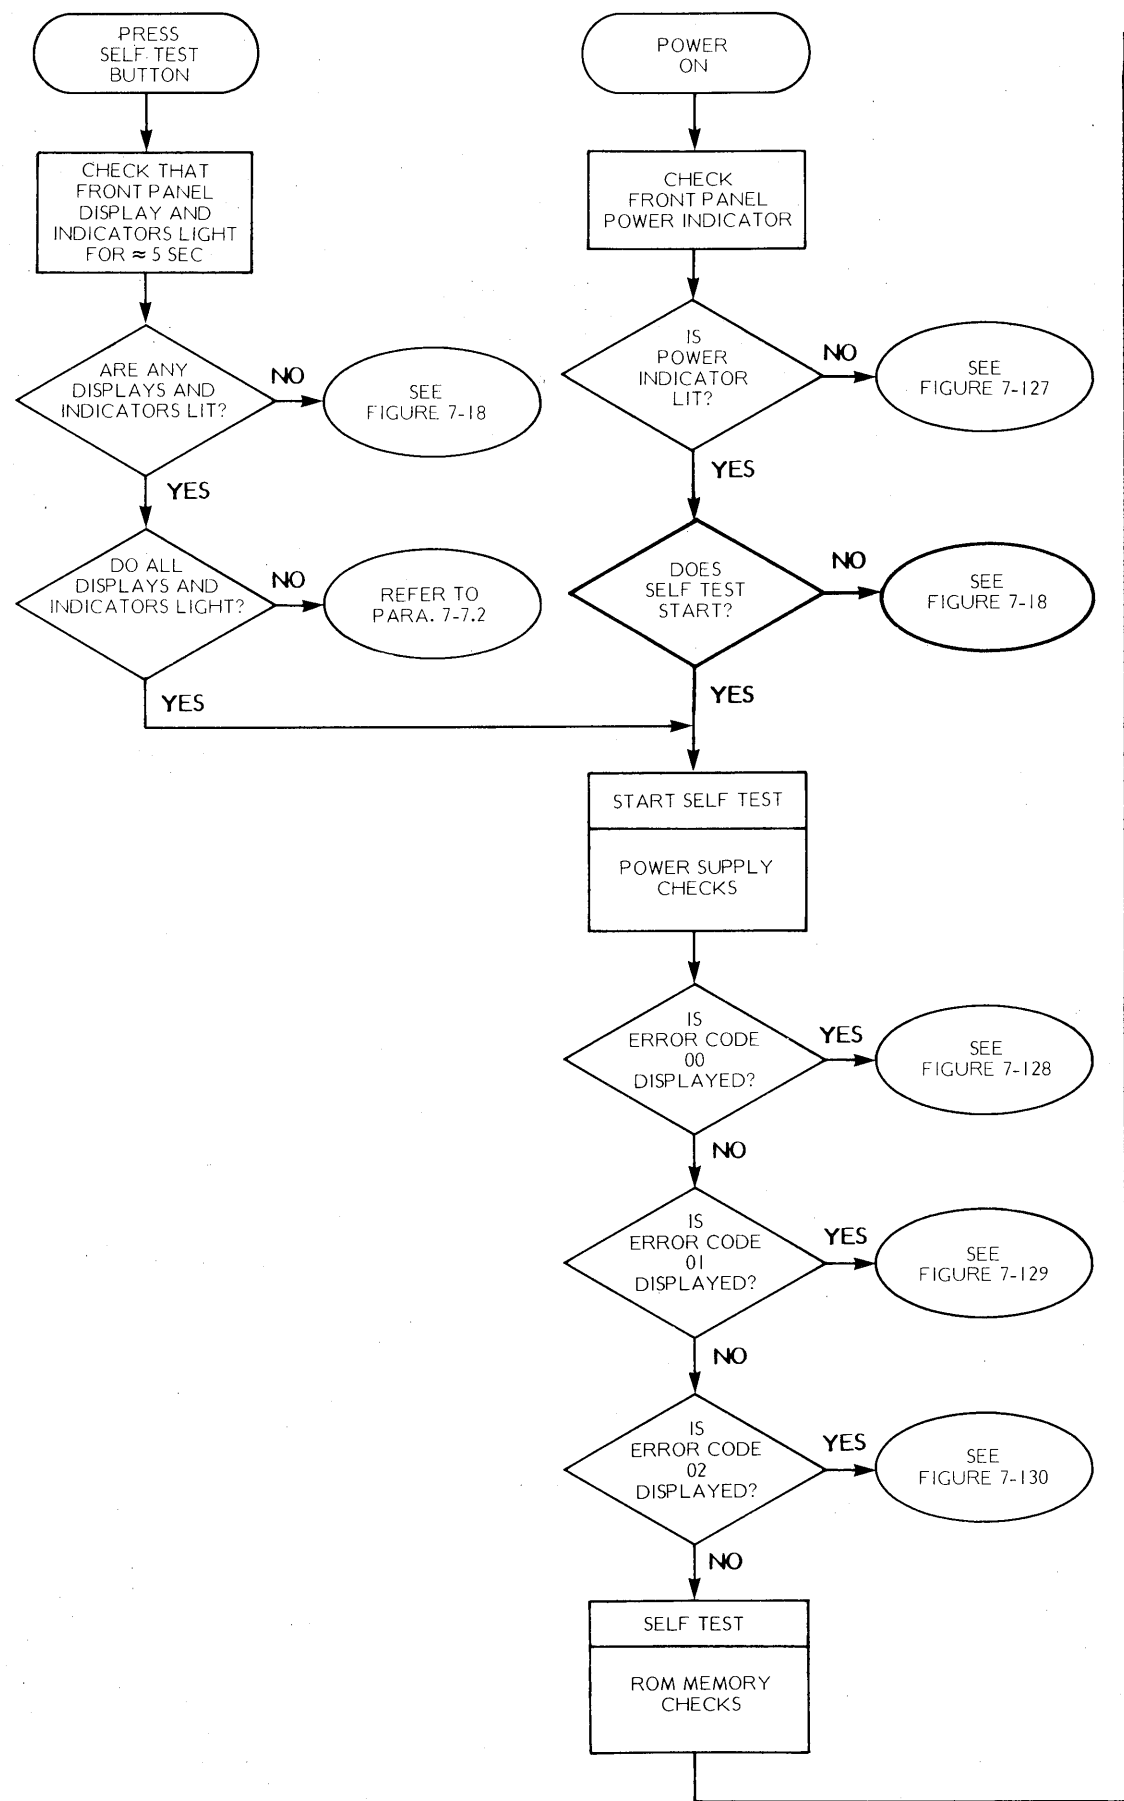 PRESS
SELF TEST
BUTTON
CHECK THAT
FRONT PANEL
DISPLAY AND
INDICATORS LIGHT
FOR ≈ 5 SEC
ARE ANY
DISPLAYS AND
INDICATORS LIT?
NO
SEE
FIGURE 7-18
YES
DO ALL
DISPLAYS AND
INDICATORS LIGHT?
NO
REFER TO
PARA. 7-7.2
YES
POWER
ON
CHECK
FRONT PANEL
POWER INDICATOR
IS
POWER
INDICATOR
LIT?
NO
SEE
FIGURE 7-127
YES
DOES
SELF TEST
START?
NO
SEE
FIGURE 7-18
YES
START SELF TEST
POWER SUPPLY
CHECKS
IS
ERROR CODE
00
DISPLAYED?
YES
SEE
FIGURE 7-128
NO
IS
ERROR CODE
01
DISPLAYED?
YES
SEE
FIGURE 7-129
NO
IS
ERROR CODE
02
DISPLAYED?
YES
SEE
FIGURE 7-130
NO
SELF TEST
ROM MEMORY
CHECKS